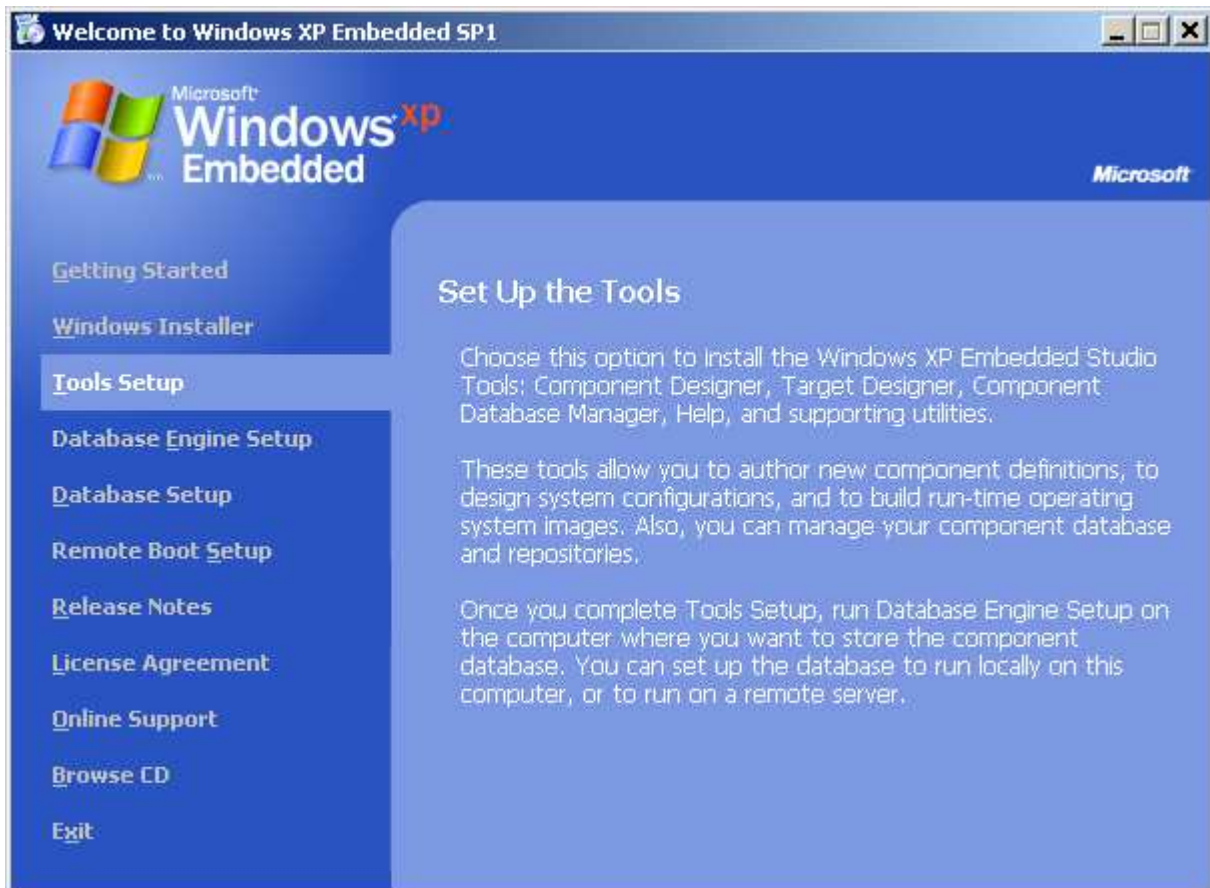 Welcome to Windows XP Embedded SP1
Microsoft
Windows xp
Embedded
Microsoft
Getting Started
Windows Installer
Tools Setup
Database Engine Setup
Database Setup
Remote Boot Setup
Release Notes
License Agreement
Online Support
Browse CD
Exit
Set Up the Tools
Choose this option to install the Windows XP Embedded Studio
Tools: Component Designer, Target Designer, Component
Database Manager, Help, and supporting utilities.
These tools allow you to author new component definitions, to
design system configurations, and to build run-time operating
system images. Also, you can manage your component database
and repositories.
Once you complete Tools Setup, run Database Engine Setup on
the computer where you want to store the component
database. You can set up the database to run locally on this
computer, or to run on a remote server.